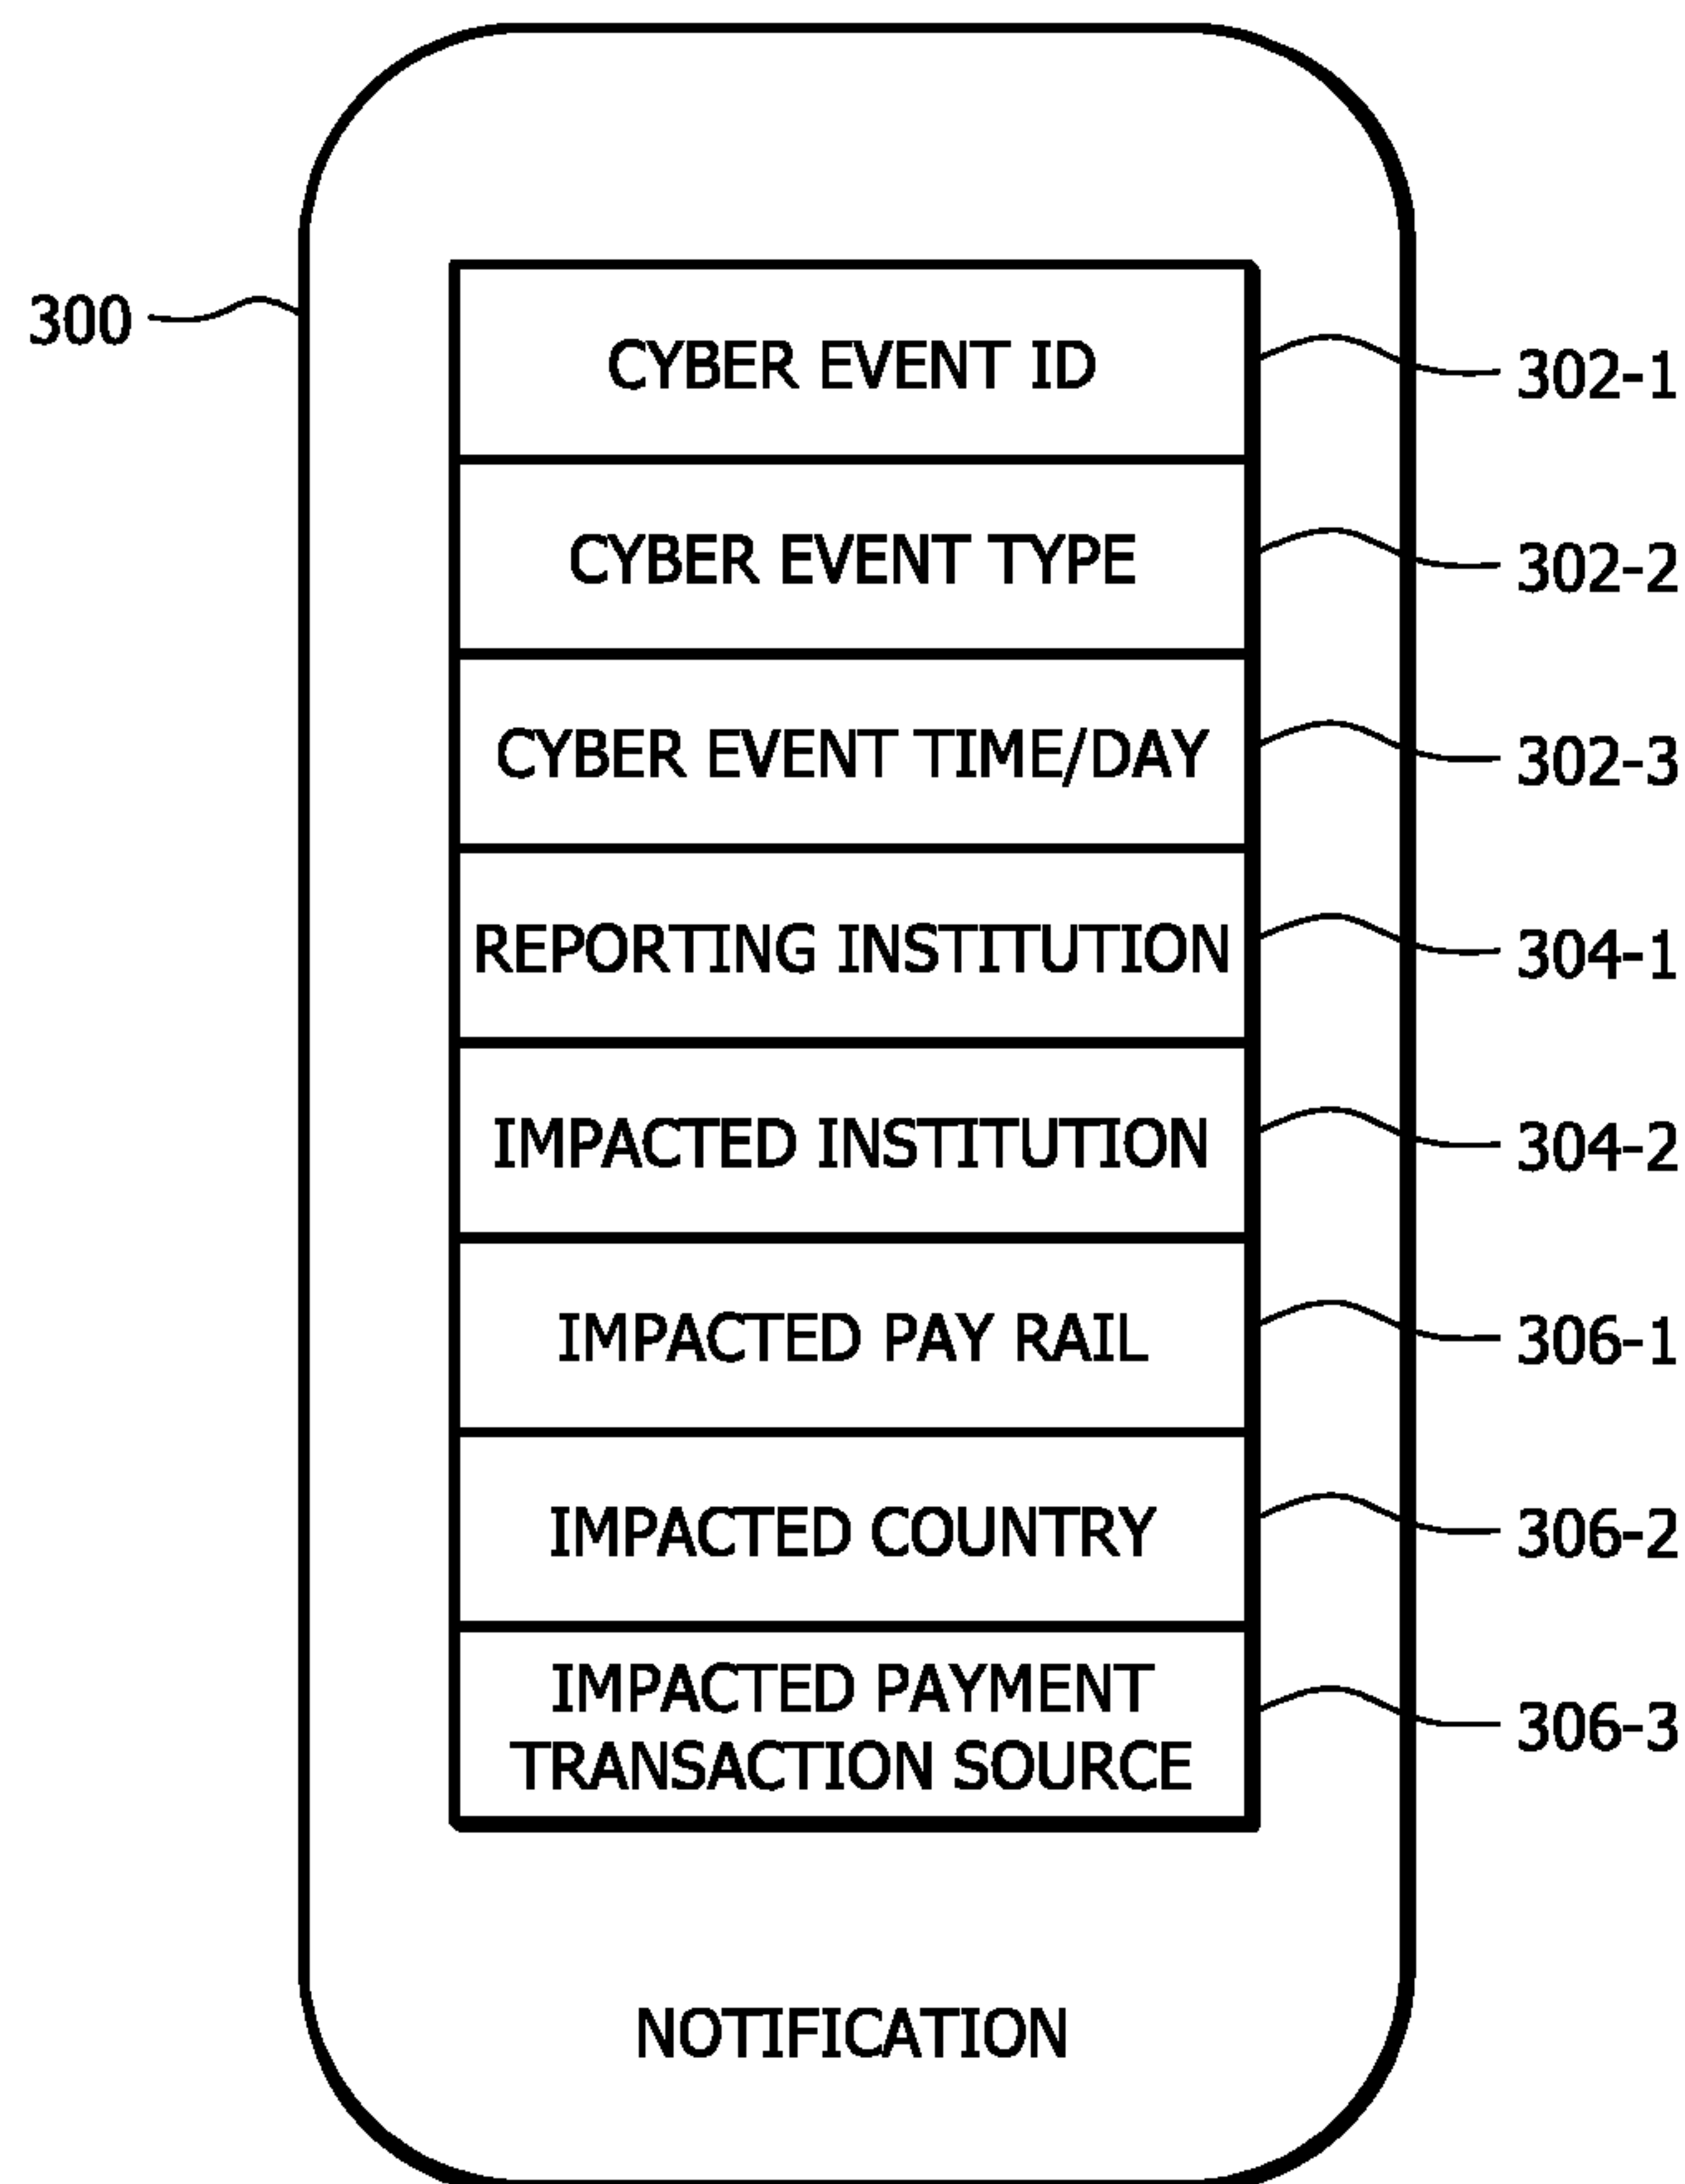 300
CYBER EVENT ID
302-1
CYBER EVENT TYPE
302-2
CYBER EVENT TIME/DAY
302-3
REPORTING INSTITUTION
304-1
IMPACTED INSTITUTION
304-2
IMPACTED PAY RAIL
306-1
IMPACTED COUNTRY
306-2
IMPACTED PAYMENT
TRANSACTION SOURCE
306-3
NOTIFICATION